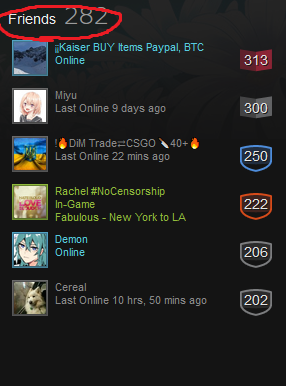 Friends 282
¡¡Kaiser BUY Items Paypal, BTC
Online
313
Miyu
Last Online 9 days ago
300
!🔥DiM Trade⇄CSGO 🔪40+🔥
Last Online 22 mins ago
250
Rachel #NoCensorship
In-Game
Fabulous - New York to LA
222
Demon
Online
206
Cereal
Last Online 10 hrs, 50 mins ago
202